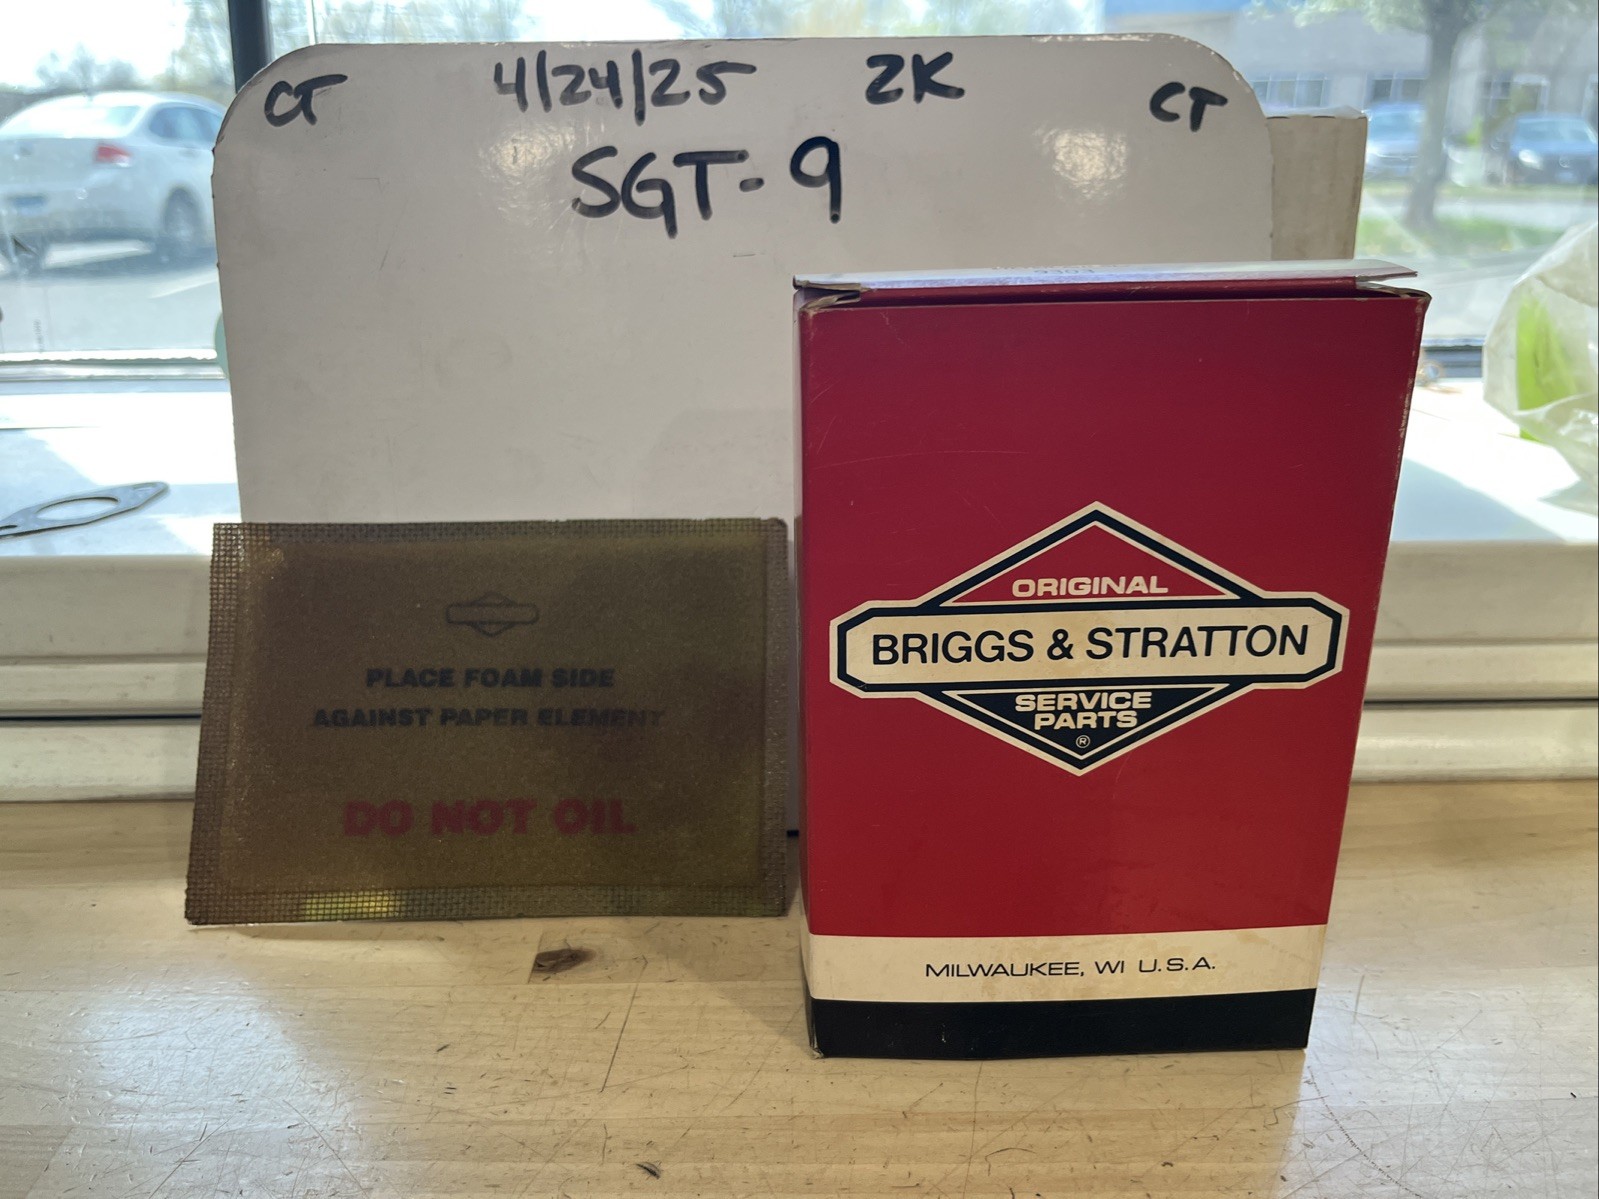 CT 4/24/25 2K CT
SGT-9
ORIGINAL
BRIGGS & STRATTON
SERVICE
PARTS
®
MILWAUKEE, WI U.S.A.
PLACE FOAM SIDE
AGAINST PAPER ELEMENT
DO NOT OIL